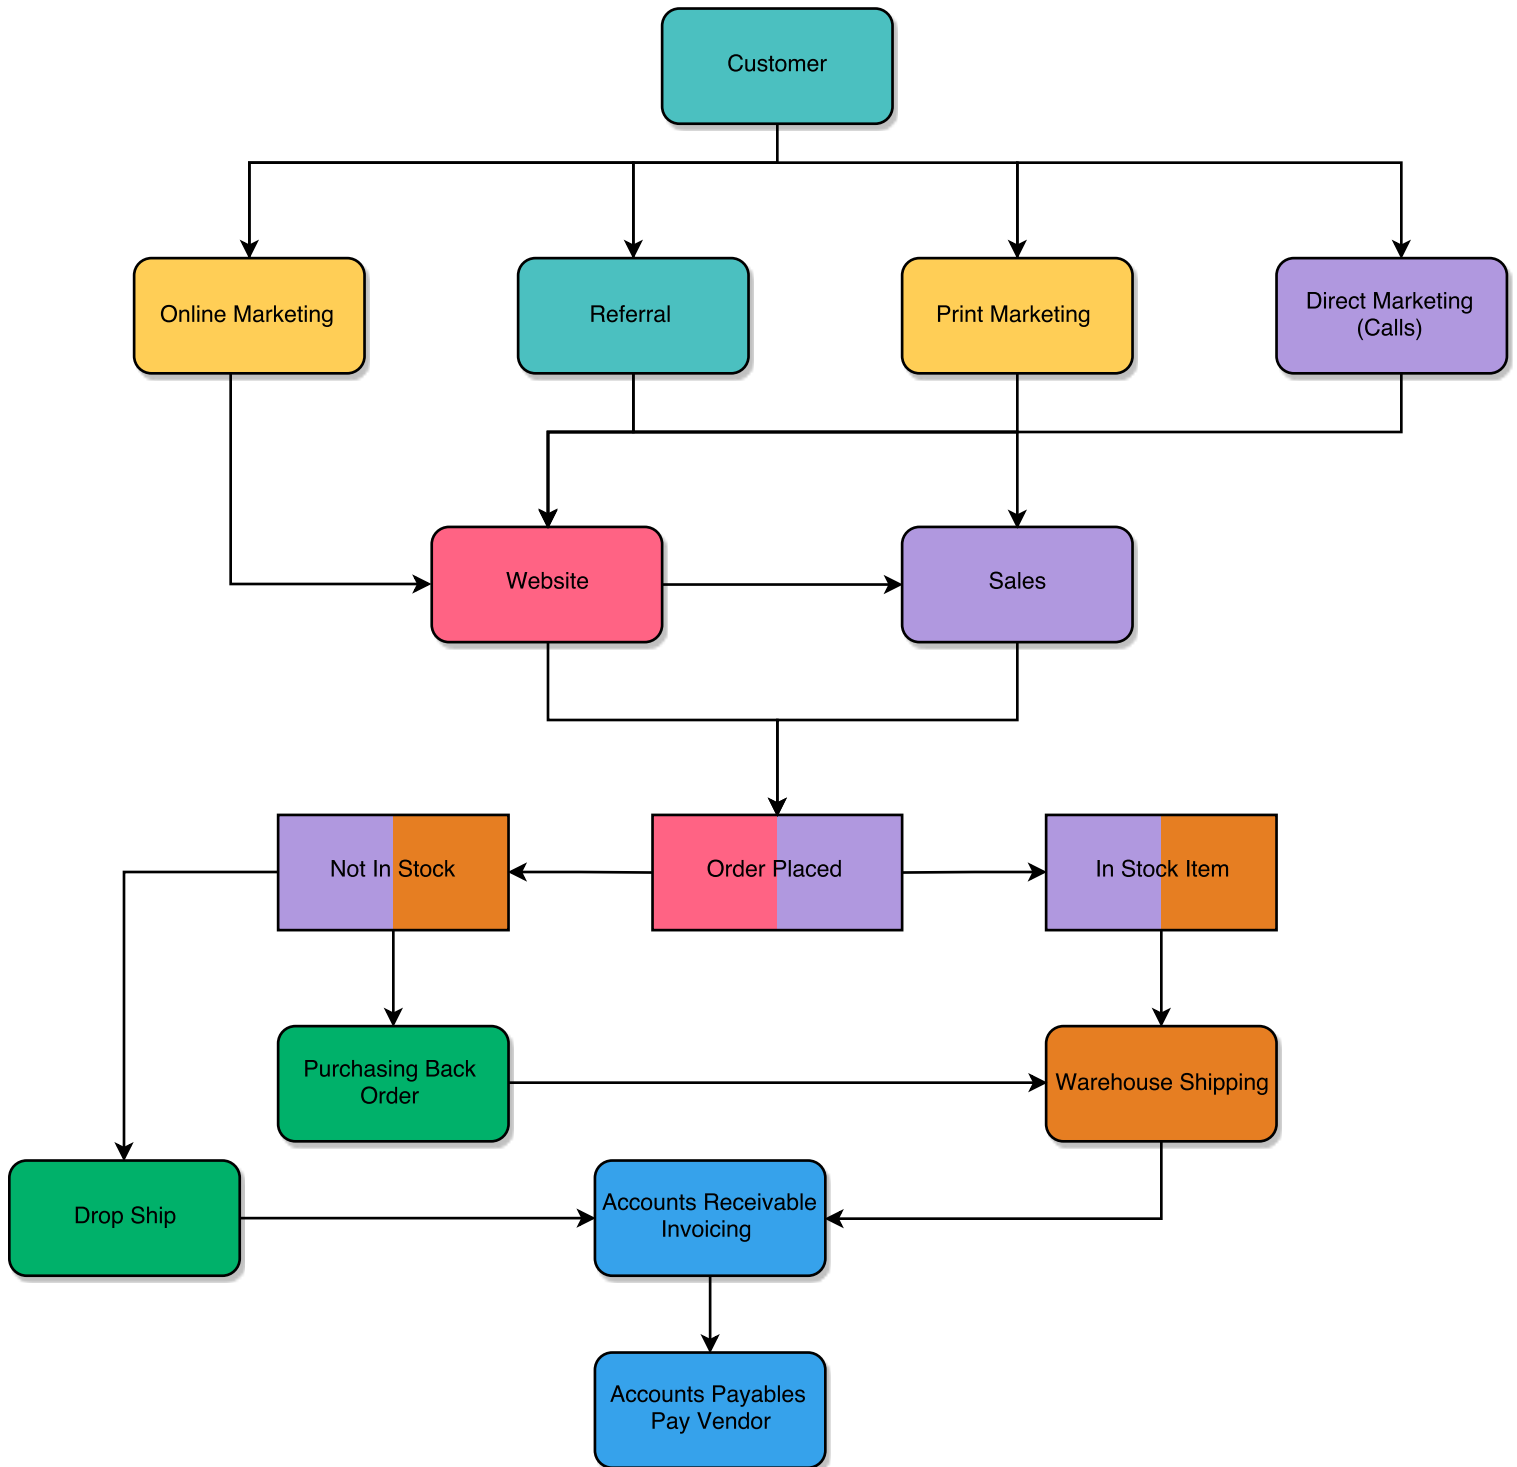 Customer
Online Marketing
Referral
Print Marketing
Direct Marketing
(Calls)
Website
Sales
Not In Stock
Order Placed
In Stock Item
Purchasing Back
Order
Warehouse Shipping
Drop Ship
Accounts Receivable
Invoicing
Accounts Payables
Pay Vendor